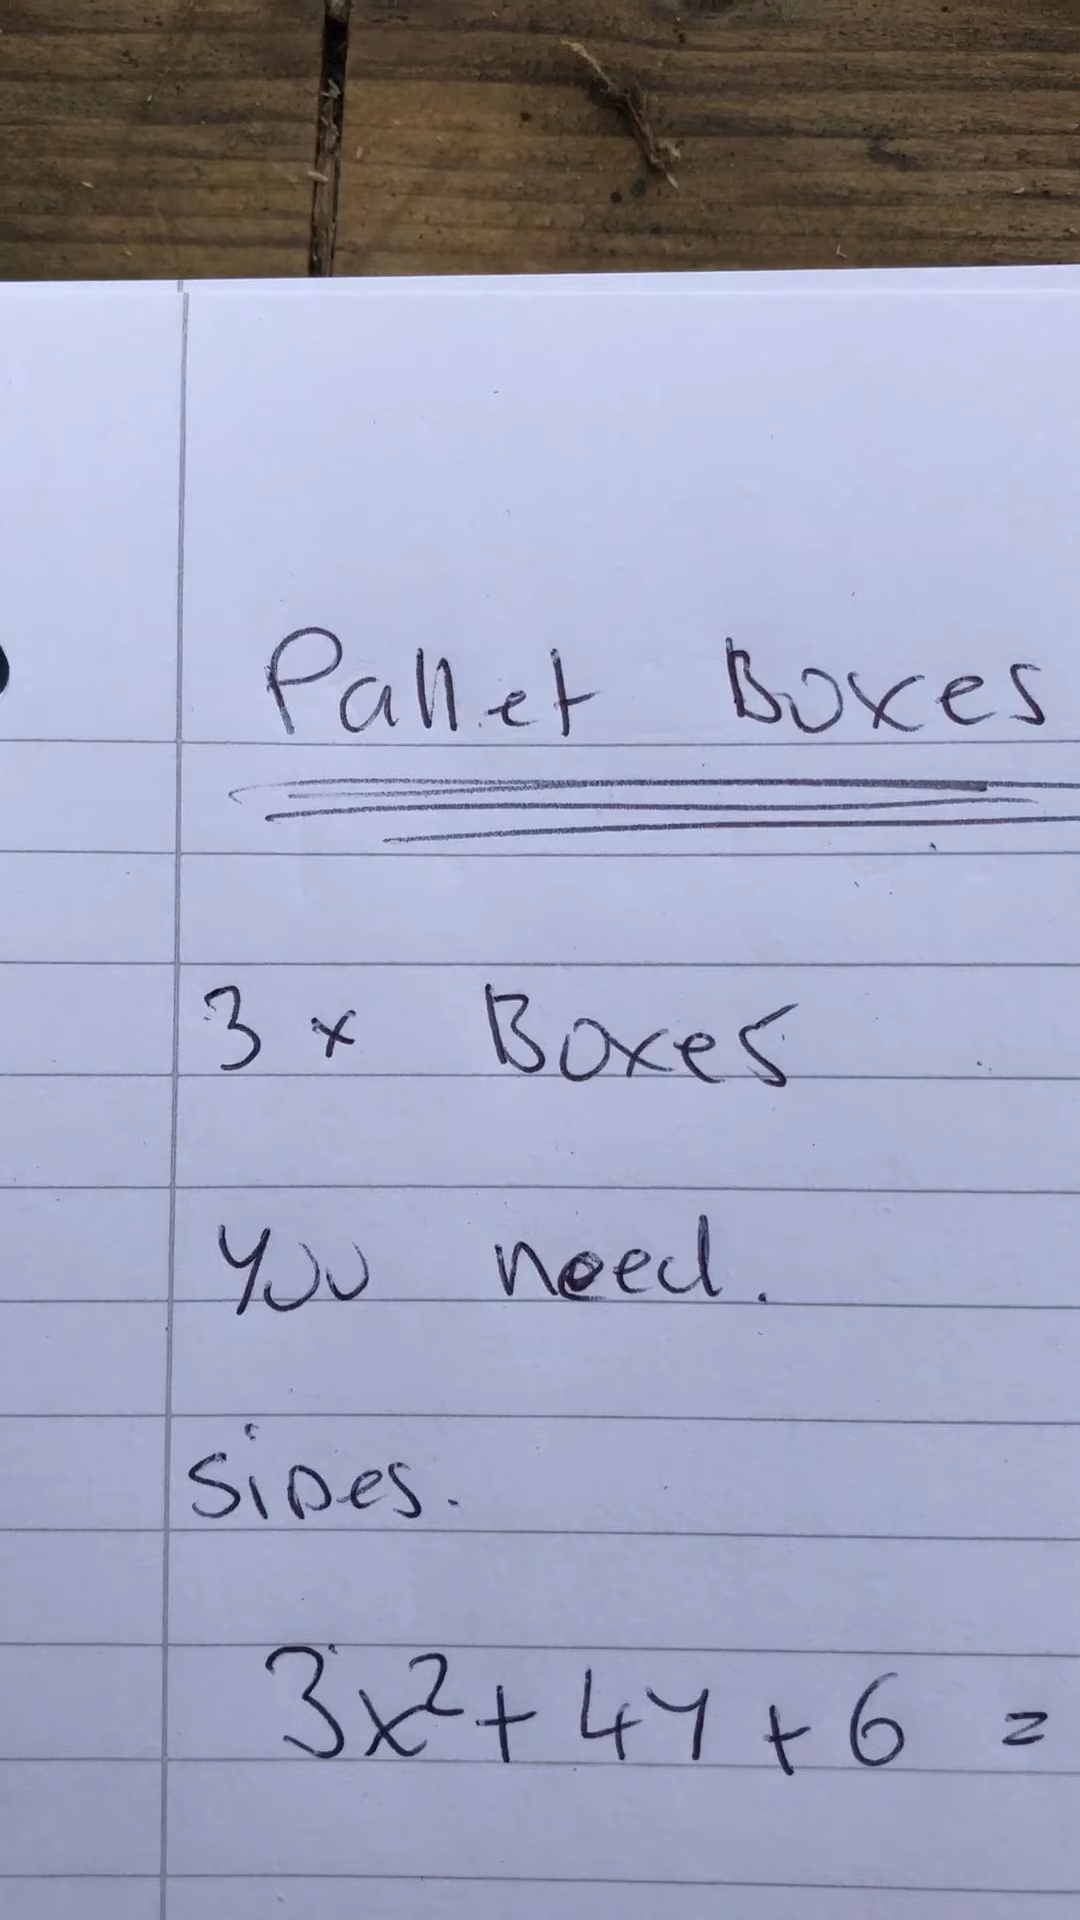 Pallet Boxes
3 x Boxes
You need.
Sides.
3x²+4y+6 =